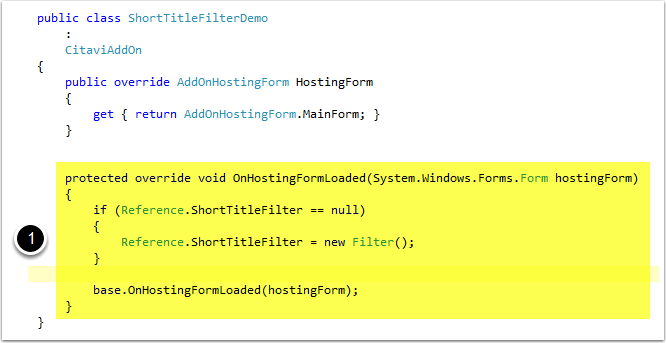 public class ShortTitleFilterDemo
:
CitaviAddOn
{
public override AddOnHostingForm HostingForm
{
get { return AddOnHostingForm.MainForm; }
}
protected override void OnHostingFormLoaded(System.Windows.Forms.Form hostingForm)
{
1
if (Reference.ShortTitleFilter == null)
{
Reference.ShortTitleFilter = new Filter();
}
base.OnHostingFormLoaded(hostingForm);
}
}